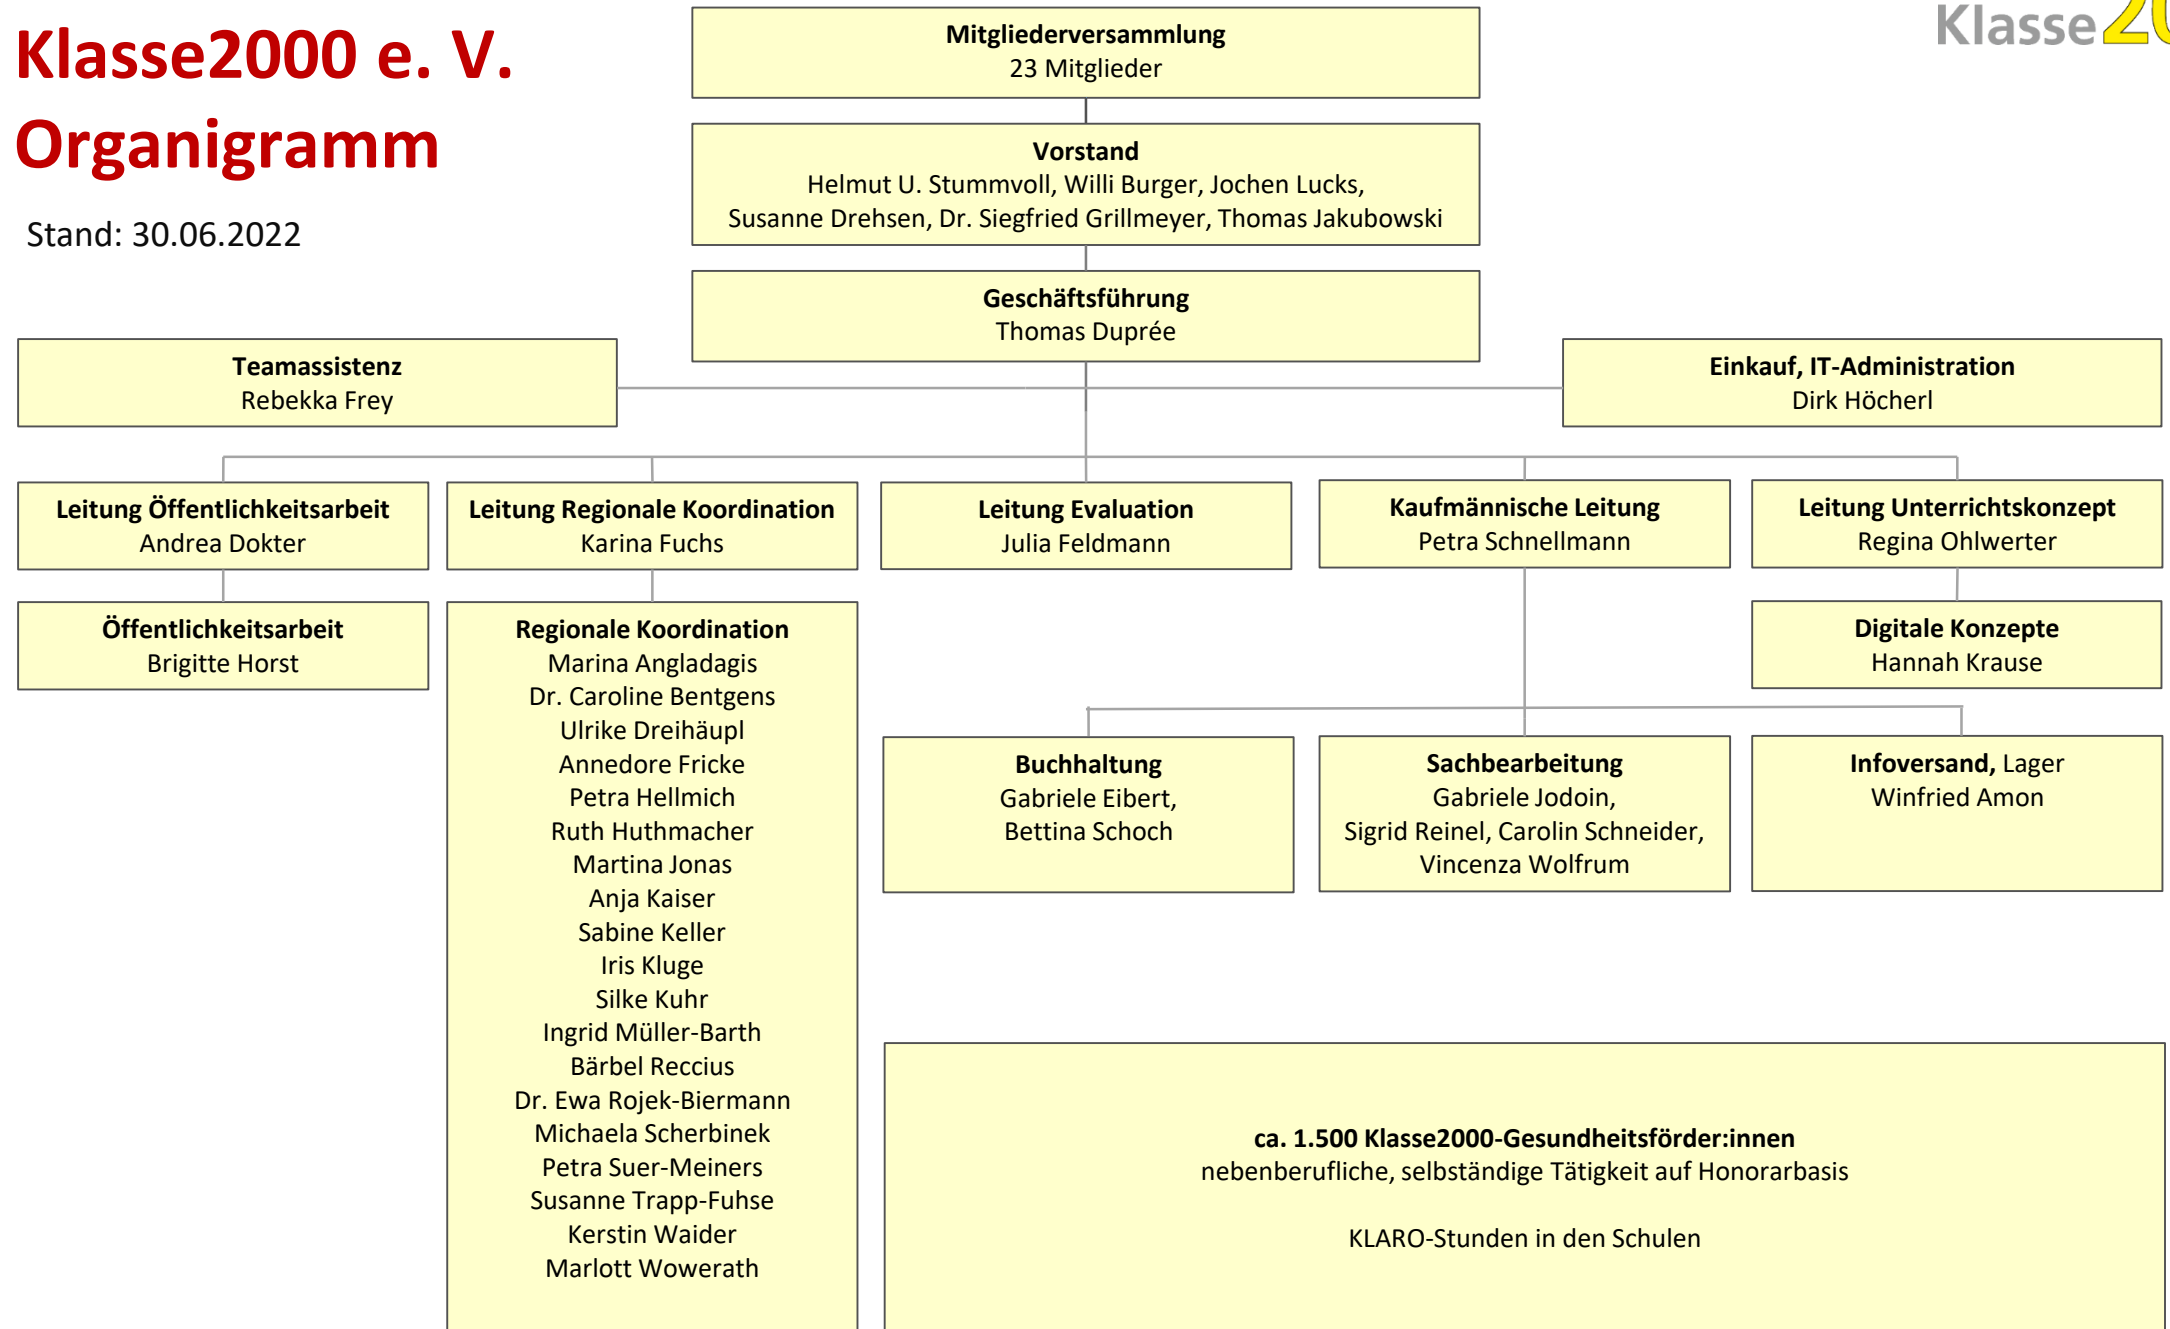 Klasse2000 e. V.
Organigramm
Stand: 30.06.2022
Klasse20
Mitgliederversammlung
23 Mitglieder
Vorstand
Helmut U. Stummvoll, Willi Burger, Jochen Lucks,
Susanne Drehsen, Dr. Siegfried Grillmeyer, Thomas Jakubowski
Geschäftsführung
Thomas Duprée
Teamassistenz
Rebekka Frey
Einkauf, IT-Administration
Dirk Höcherl
Leitung Öffentlichkeitsarbeit
Andrea Dokter
Leitung Regionale Koordination
Karina Fuchs
Leitung Evaluation
Julia Feldmann
Kaufmännische Leitung
Petra Schnellmann
Leitung Unterrichtskonzept
Regina Ohlwerter
Öffentlichkeitsarbeit
Brigitte Horst
Regionale Koordination
Marina Angladagis
Dr. Caroline Bentgens
Ulrike Dreihäupl
Annedore Fricke
Petra Hellmich
Ruth Huthmacher
Martina Jonas
Anja Kaiser
Sabine Keller
Iris Kluge
Silke Kuhr
Ingrid Müller-Barth
Bärbel Reccius
Dr. Ewa Rojek-Biermann
Michaela Scherbinek
Petra Suer-Meiners
Susanne Trapp-Fuhse
Kerstin Waider
Marlott Wowerath
Digitale Konzepte
Hannah Krause
Buchhaltung
Gabriele Eibert,
Bettina Schoch
Sachbearbeitung
Gabriele Jodoin,
Sigrid Reinel, Carolin Schneider,
Vincenza Wolfrum
Infoversand, Lager
Winfried Amon
ca. 1.500 Klasse2000-Gesundheitsförder:innen
nebenberufliche, selbständige Tätigkeit auf Honorarbasis
KLARO-Stunden in den Schulen